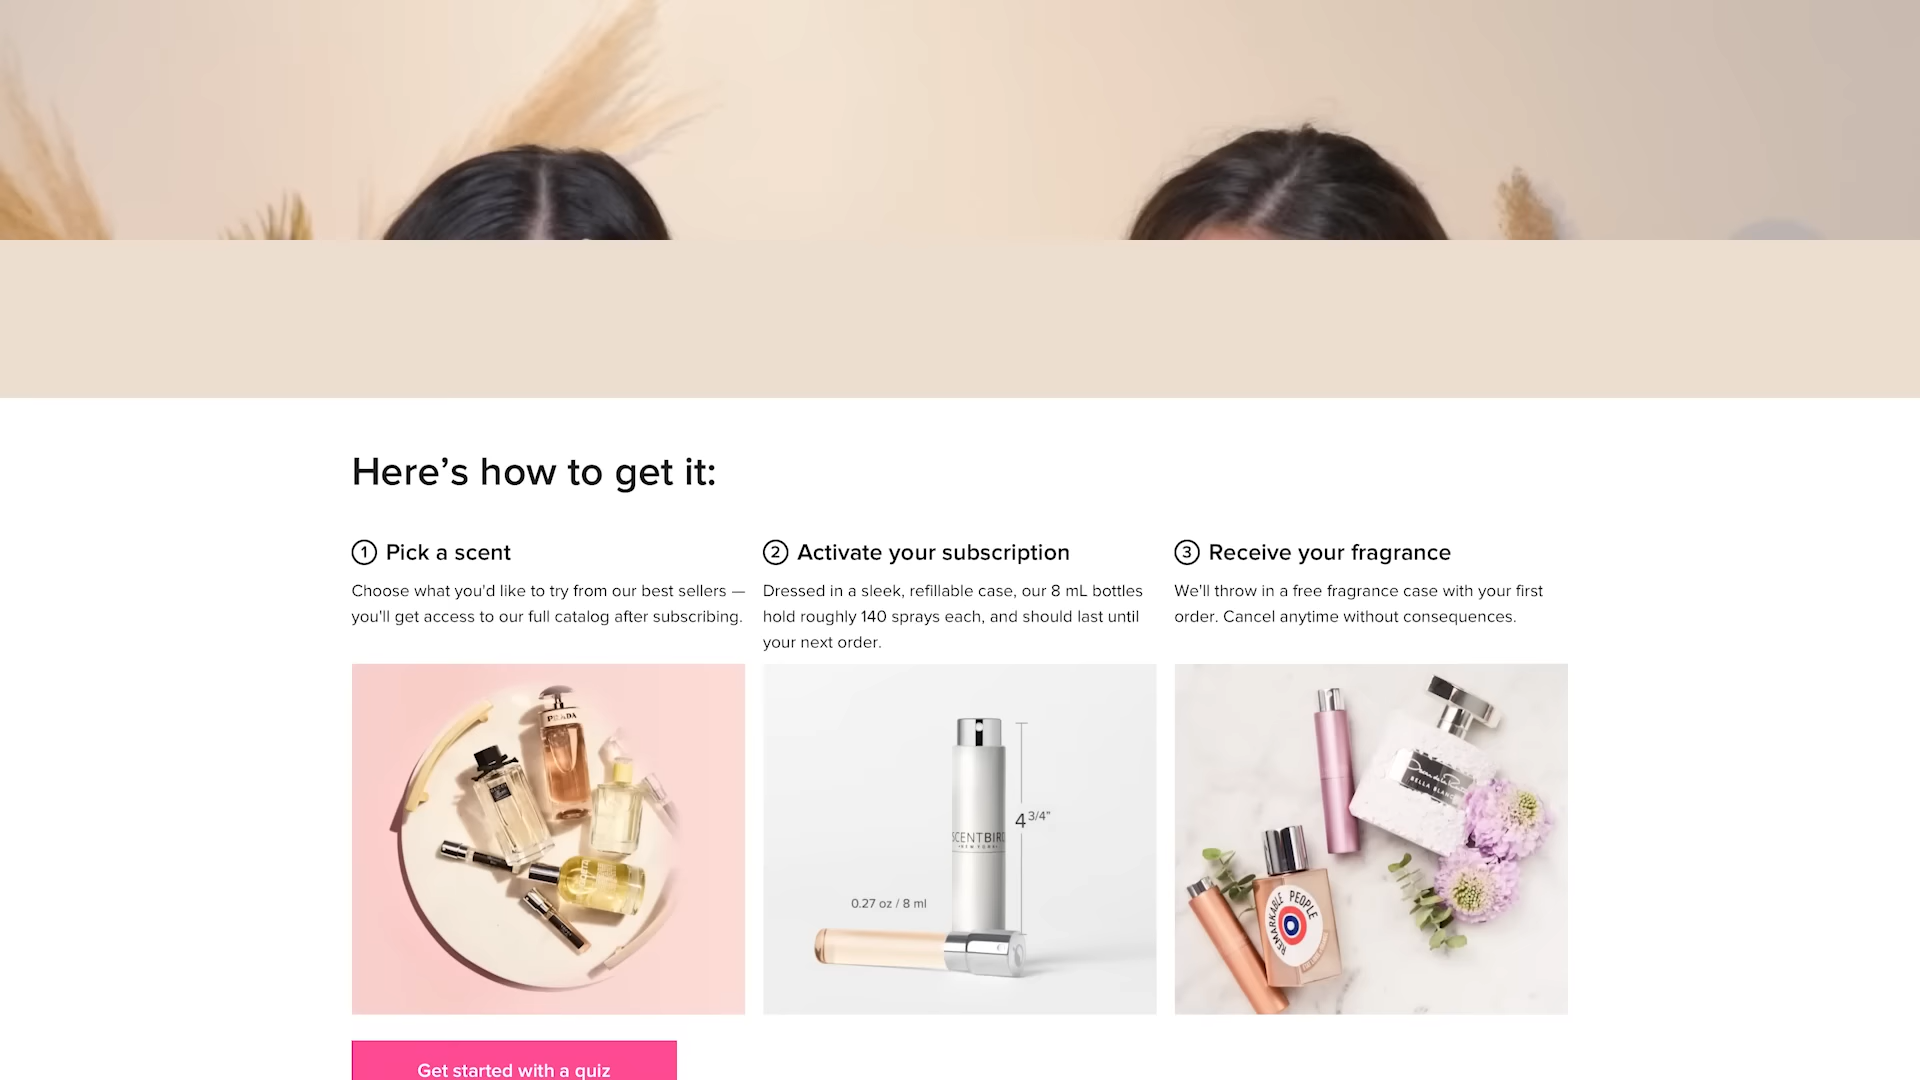 Here's how to get it:
1 Pick a scent
Choose what you'd like to try from our best sellers —
you'll get access to our full catalog after subscribing.
2 Activate your subscription
Dressed in a sleek, refillable case, our 8 mL bottles
hold roughly 140 sprays each, and should last until
your next order.
3 Receive your fragrance
We'll throw in a free fragrance case with your first
order. Cancel anytime without consequences.
PRADA
4 3/4"
SCENTBIRD
NEW YORK
0.27 oz / 8 ml
BELLA BLANCA
REMARKABLE PEOPLE
Get started with a quiz